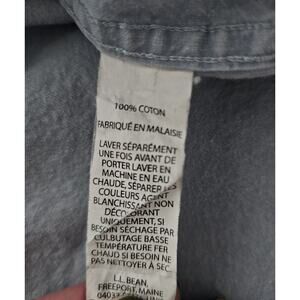 100% COTON
FABRIQUÉ EN MALAISIE
LAVER SÉPARÉMENT
UNE FOIS AVANT DE
PORTER LAVER EN
MACHINE EN EAU
CHAUDE, SÉPARER LES
COULEURS AGENT
BLANCHISSANT NON
DÉCOLORANT
UNIQUEMENT, SI
BESOIN SÉCHAGE PAR
CULBUTAGE BASSE
TEMPÉRATURE FER
CHAUD SI BESOIN NE
PAS NETTOYER À SEC
L.L.BEAN,
FREEPORT, MAINE
04033